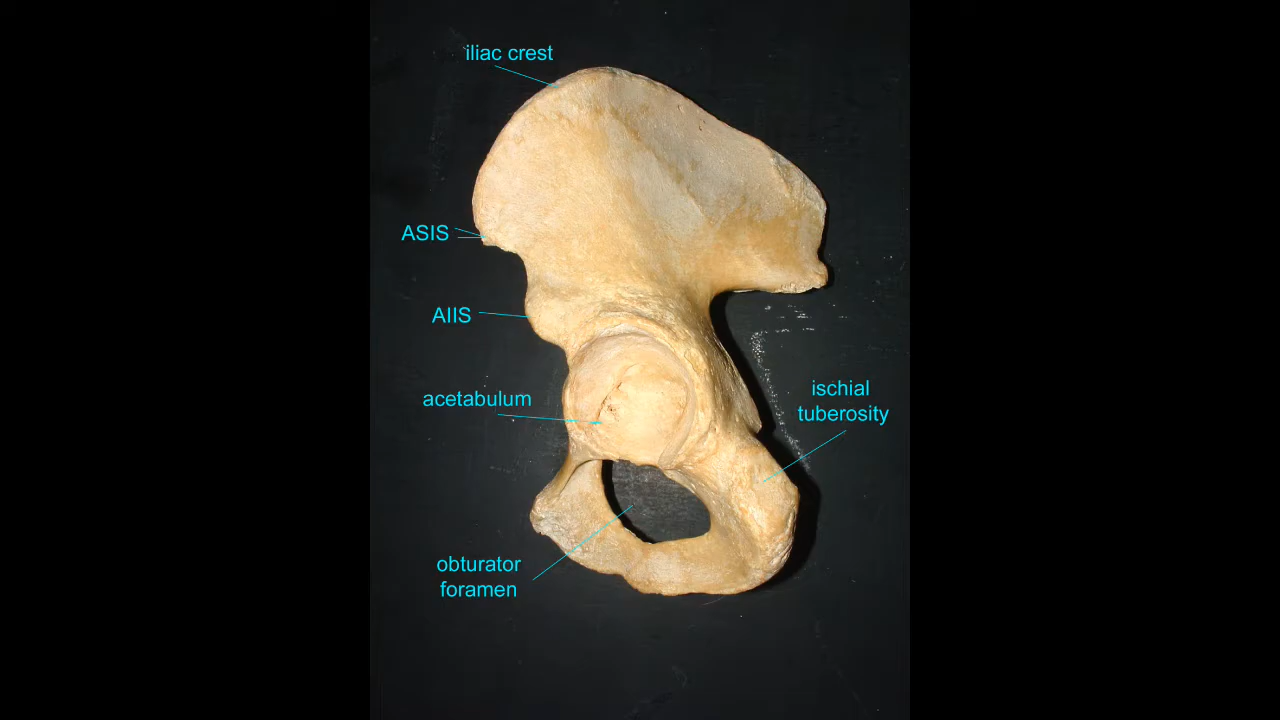 iliac crest
ASIS
AIIS
acetabulum
ischial
tuberosity
obturator
foramen